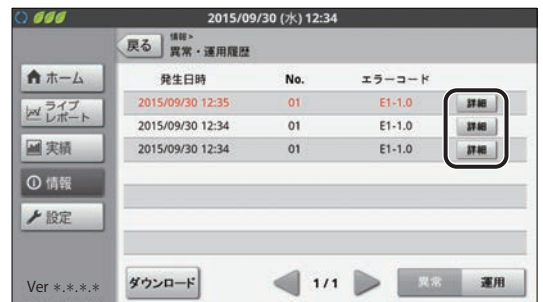 2015/09/30 (水) 12:34
戻る
情報>
異常・運用履歴
ホーム
ライブ
レポート
実績
情報
設定
Ver *.*.*.*
発生日時 No. エラーコード
2015/09/30 12:35 01 E1-1.0 詳細
2015/09/30 12:34 01 E1-1.0 詳細
2015/09/30 12:34 01 E1-1.0 詳細
ダウンロード 1/1 異常 運用